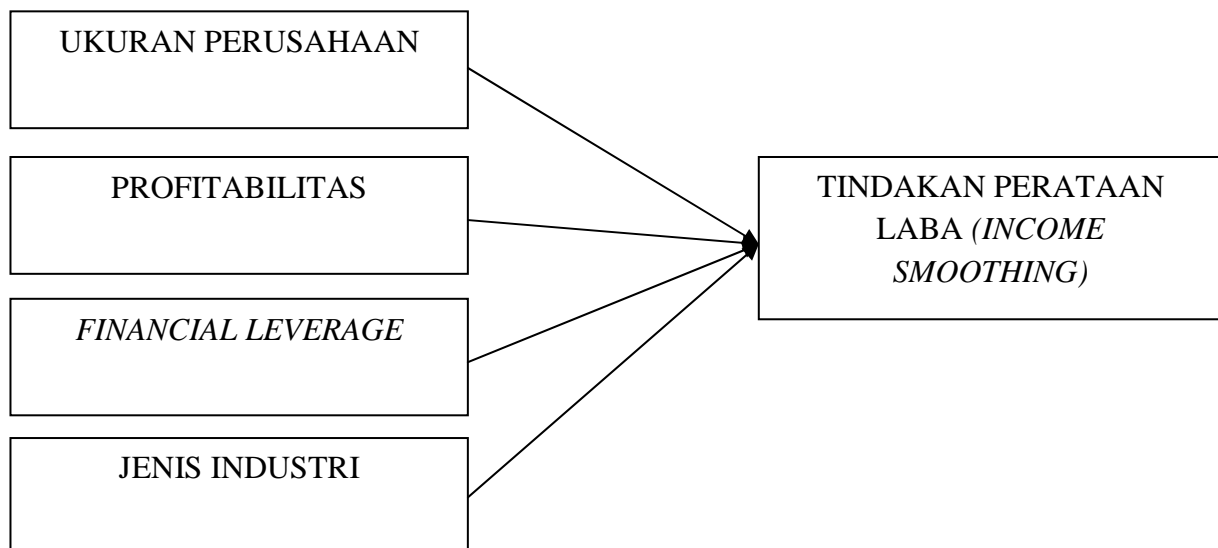 UKURAN PERUSAHAAN
PROFITABILITAS
FINANCIAL LEVERAGE
JENIS INDUSTRI
TINDAKAN PERATAAN
LABA (INCOME
SMOOTHING)